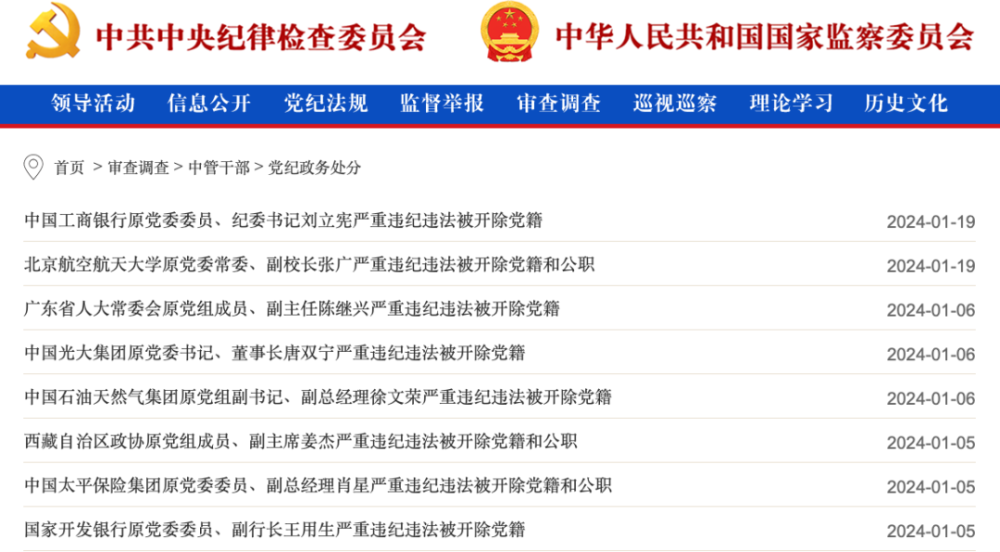 中共中央纪律检查委员会 中华人民共和国国家监察委员会
领导活动 信息公开 党纪法规 监督举报 审查调查 巡视巡察 理论学习 历史文化
首页 > 审查调查 > 中管干部 > 党纪政务处分
中国工商银行原党委委员、纪委书记刘立宪严重违纪违法被开除党籍 2024-01-19
北京航空航天大学原党委常委、副校长张广严重违纪违法被开除党籍和公职 2024-01-19
广东省人大常委会原党组成员、副主任陈继兴严重违纪违法被开除党籍 2024-01-06
中国光大集团原党委书记、董事长唐双宁严重违纪违法被开除党籍 2024-01-06
中国石油天然气集团原党组副书记、副总经理徐文荣严重违纪违法被开除党籍 2024-01-06
西藏自治区政协原党组成员、副主席姜杰严重违纪违法被开除党籍和公职 2024-01-05
中国太平保险集团原党委委员、副总经理肖星严重违纪违法被开除党籍和公职 2024-01-05
国家开发银行原党委委员、副行长王用生严重违纪违法被开除党籍 2024-01-05